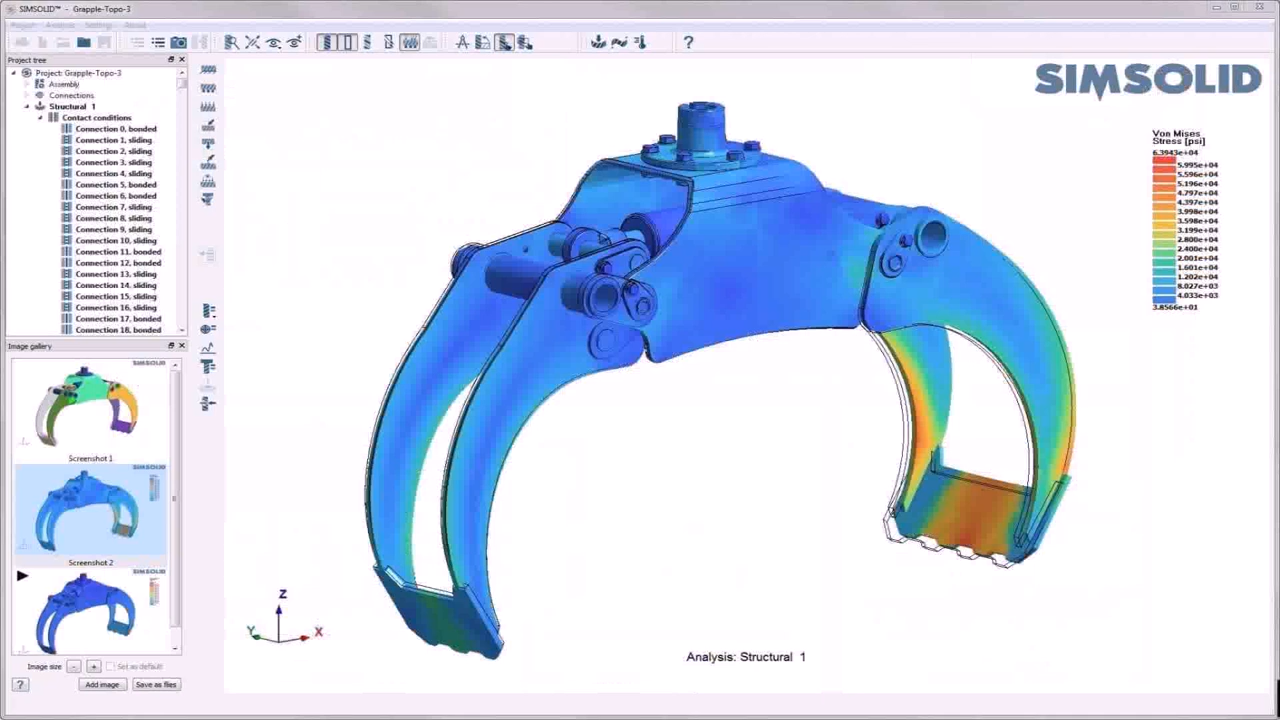 SIMSOLID™ - Grapple-Topo-3
Project Analysis Settings About
Project tree
Project: Grapple-Topo-3
Assembly
Connections
Structural 1
Contact conditions
Connection 0, bonded
Connection 1, sliding
Connection 2, sliding
Connection 3, sliding
Connection 4, sliding
Connection 5, bonded
Connection 6, bonded
Connection 7, sliding
Connection 8, sliding
Connection 9, sliding
Connection 10, sliding
Connection 11, bonded
Connection 12, bonded
Connection 13, sliding
Connection 14, sliding
Connection 15, sliding
Connection 16, sliding
Connection 17, bonded
Connection 18, bonded
Image gallery
SIMSOLID
Screenshot 1
SIMSOLID
Screenshot 2
SIMSOLID
Image size - + Set as default
? Add image Save as files
SIMSOLID
Von Mises
Stress [psi]
6.3943e+04
5.995e+04
5.596e+04
5.196e+04
4.797e+04
4.397e+04
3.998e+04
3.598e+04
3.199e+04
2.800e+04
2.400e+04
2.001e+04
1.601e+04
1.202e+04
8.027e+03
4.033e+03
3.8566e+01
Z
Y
X
Analysis: Structural 1